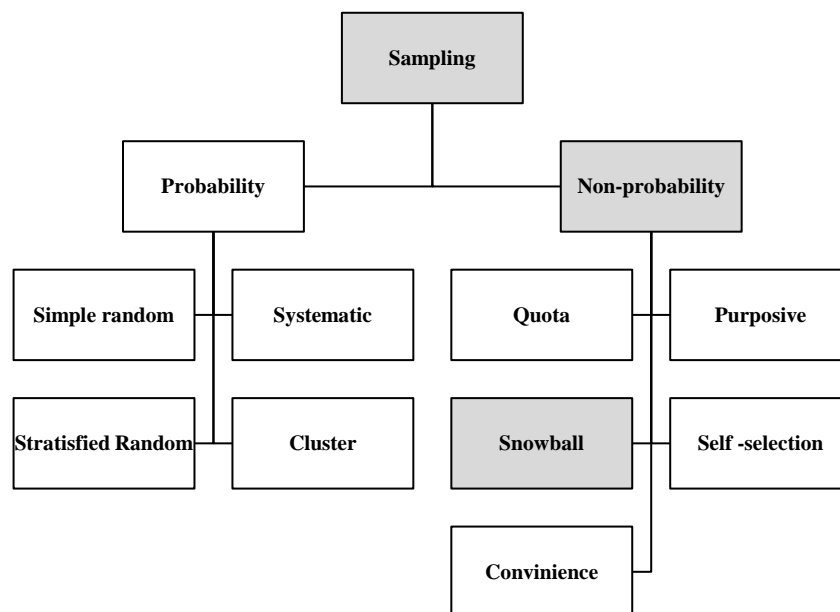 Sampling
Probability
Non-probability
Simple random
Systematic
Quota
Purposive
Stratisfied Random
Cluster
Snowball
Self -selection
Convinience